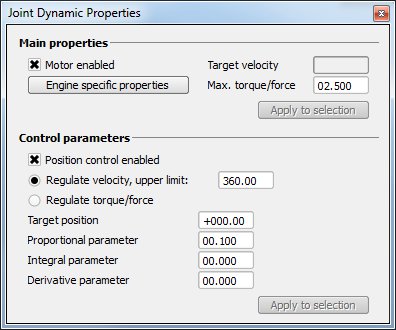 Joint Dynamic Properties
Main properties
Motor enabled Target velocity
Engine specific properties Max. torque/force 02.500
Apply to selection
Control parameters
Position control enabled
Regulate velocity, upper limit: 360.00
Regulate torque/force
Target position +000.00
Proportional parameter 00.100
Integral parameter 00.000
Derivative parameter 00.000
Apply to selection